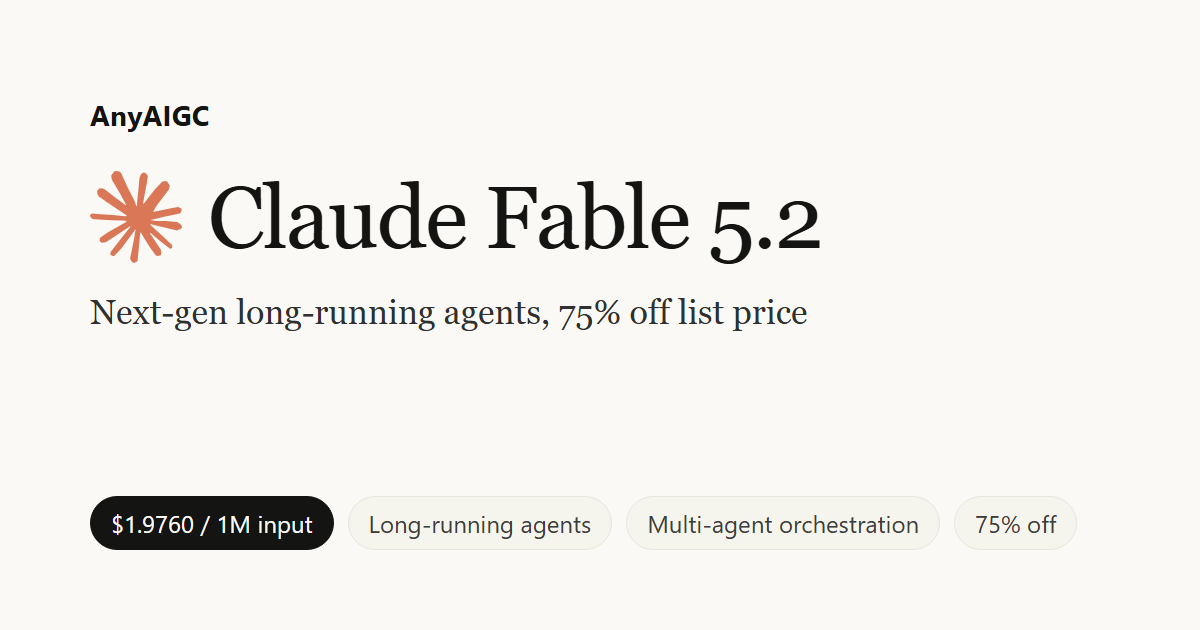 AnyAIGC
Claude Fable 5.2
Next-gen long-running agents, 75% off list price
$1.9760 / 1M input
Long-running agents
Multi-agent orchestration
75% off